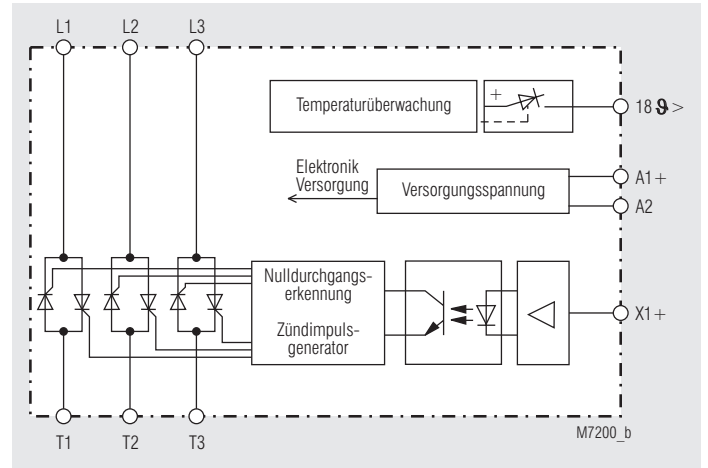 L1 L2 L3
Temperaturüberwachung
+
18 ϑ >
Elektronik
Versorgung
Versorgungsspannung
A1+
A2
Nulldurchgangs-
erkennung
Zündimpuls-
generator
X1+
T1 T2 T3
M7200_b